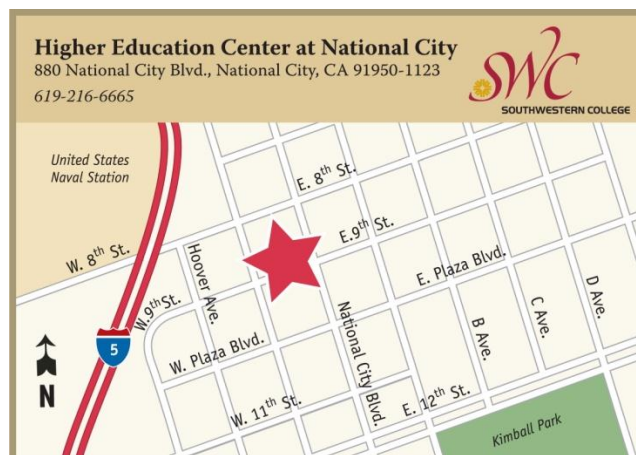 Higher Education Center at National City
880 National City Blvd., National City, CA 91950-1123
619-216-6665
SWC
SOUTHWESTERN COLLEGE
United States
Naval Station
E. 8th St.
W. 8th St.
E.9th St.
Hoover Ave.
W.9th St.
E. Plaza Blvd.
D Ave.
C Ave.
B Ave.
National City Blvd.
5
W. Plaza Blvd.
N
W. 11th St.
E. 12th St.
Kimball Park